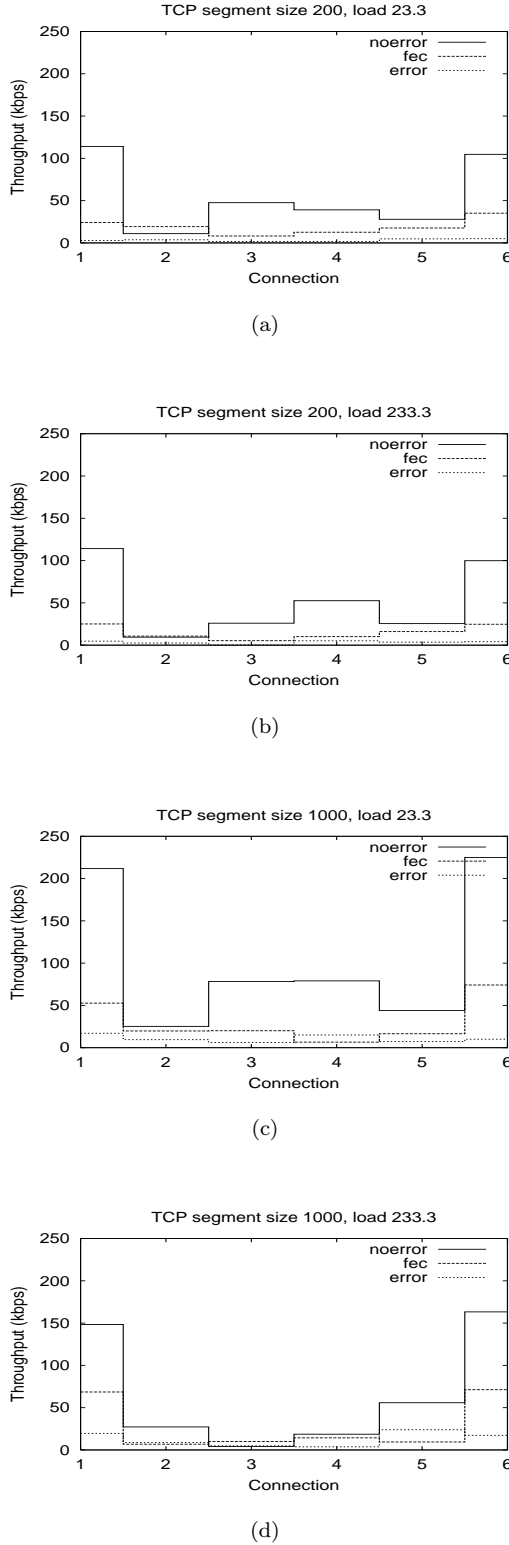 TCP segment size 200, load 23.3
250
200
150
100
50
0
Throughput (kbps)
noerror
fec
error
1 2 3 4 5 6
Connection
(a)
TCP segment size 200, load 233.3
250
200
150
100
50
0
Throughput (kbps)
noerror
fec
error
1 2 3 4 5 6
Connection
(b)
TCP segment size 1000, load 23.3
250
200
150
100
50
0
Throughput (kbps)
noerror
fec
error
1 2 3 4 5 6
Connection
(c)
TCP segment size 1000, load 233.3
250
200
150
100
50
0
Throughput (kbps)
noerror
fec
error
1 2 3 4 5 6
Connection
(d)